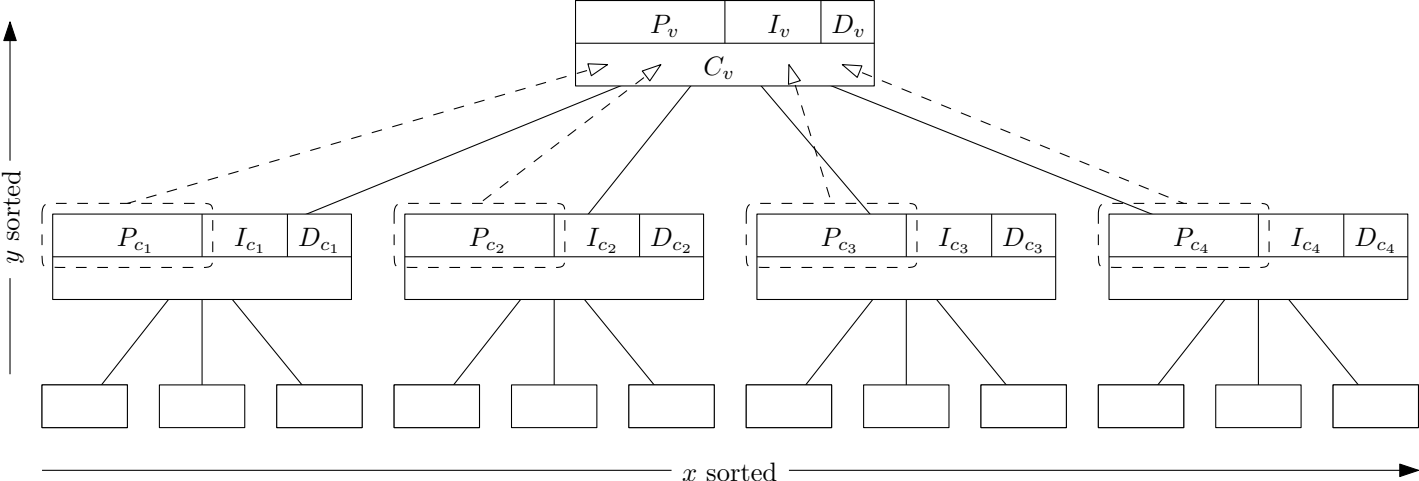 P_v I_v D_v
C_v
y sorted
P_{c_1} I_{c_1} D_{c_1} P_{c_2} I_{c_2} D_{c_2} P_{c_3} I_{c_3} D_{c_3} P_{c_4} I_{c_4} D_{c_4}
x sorted